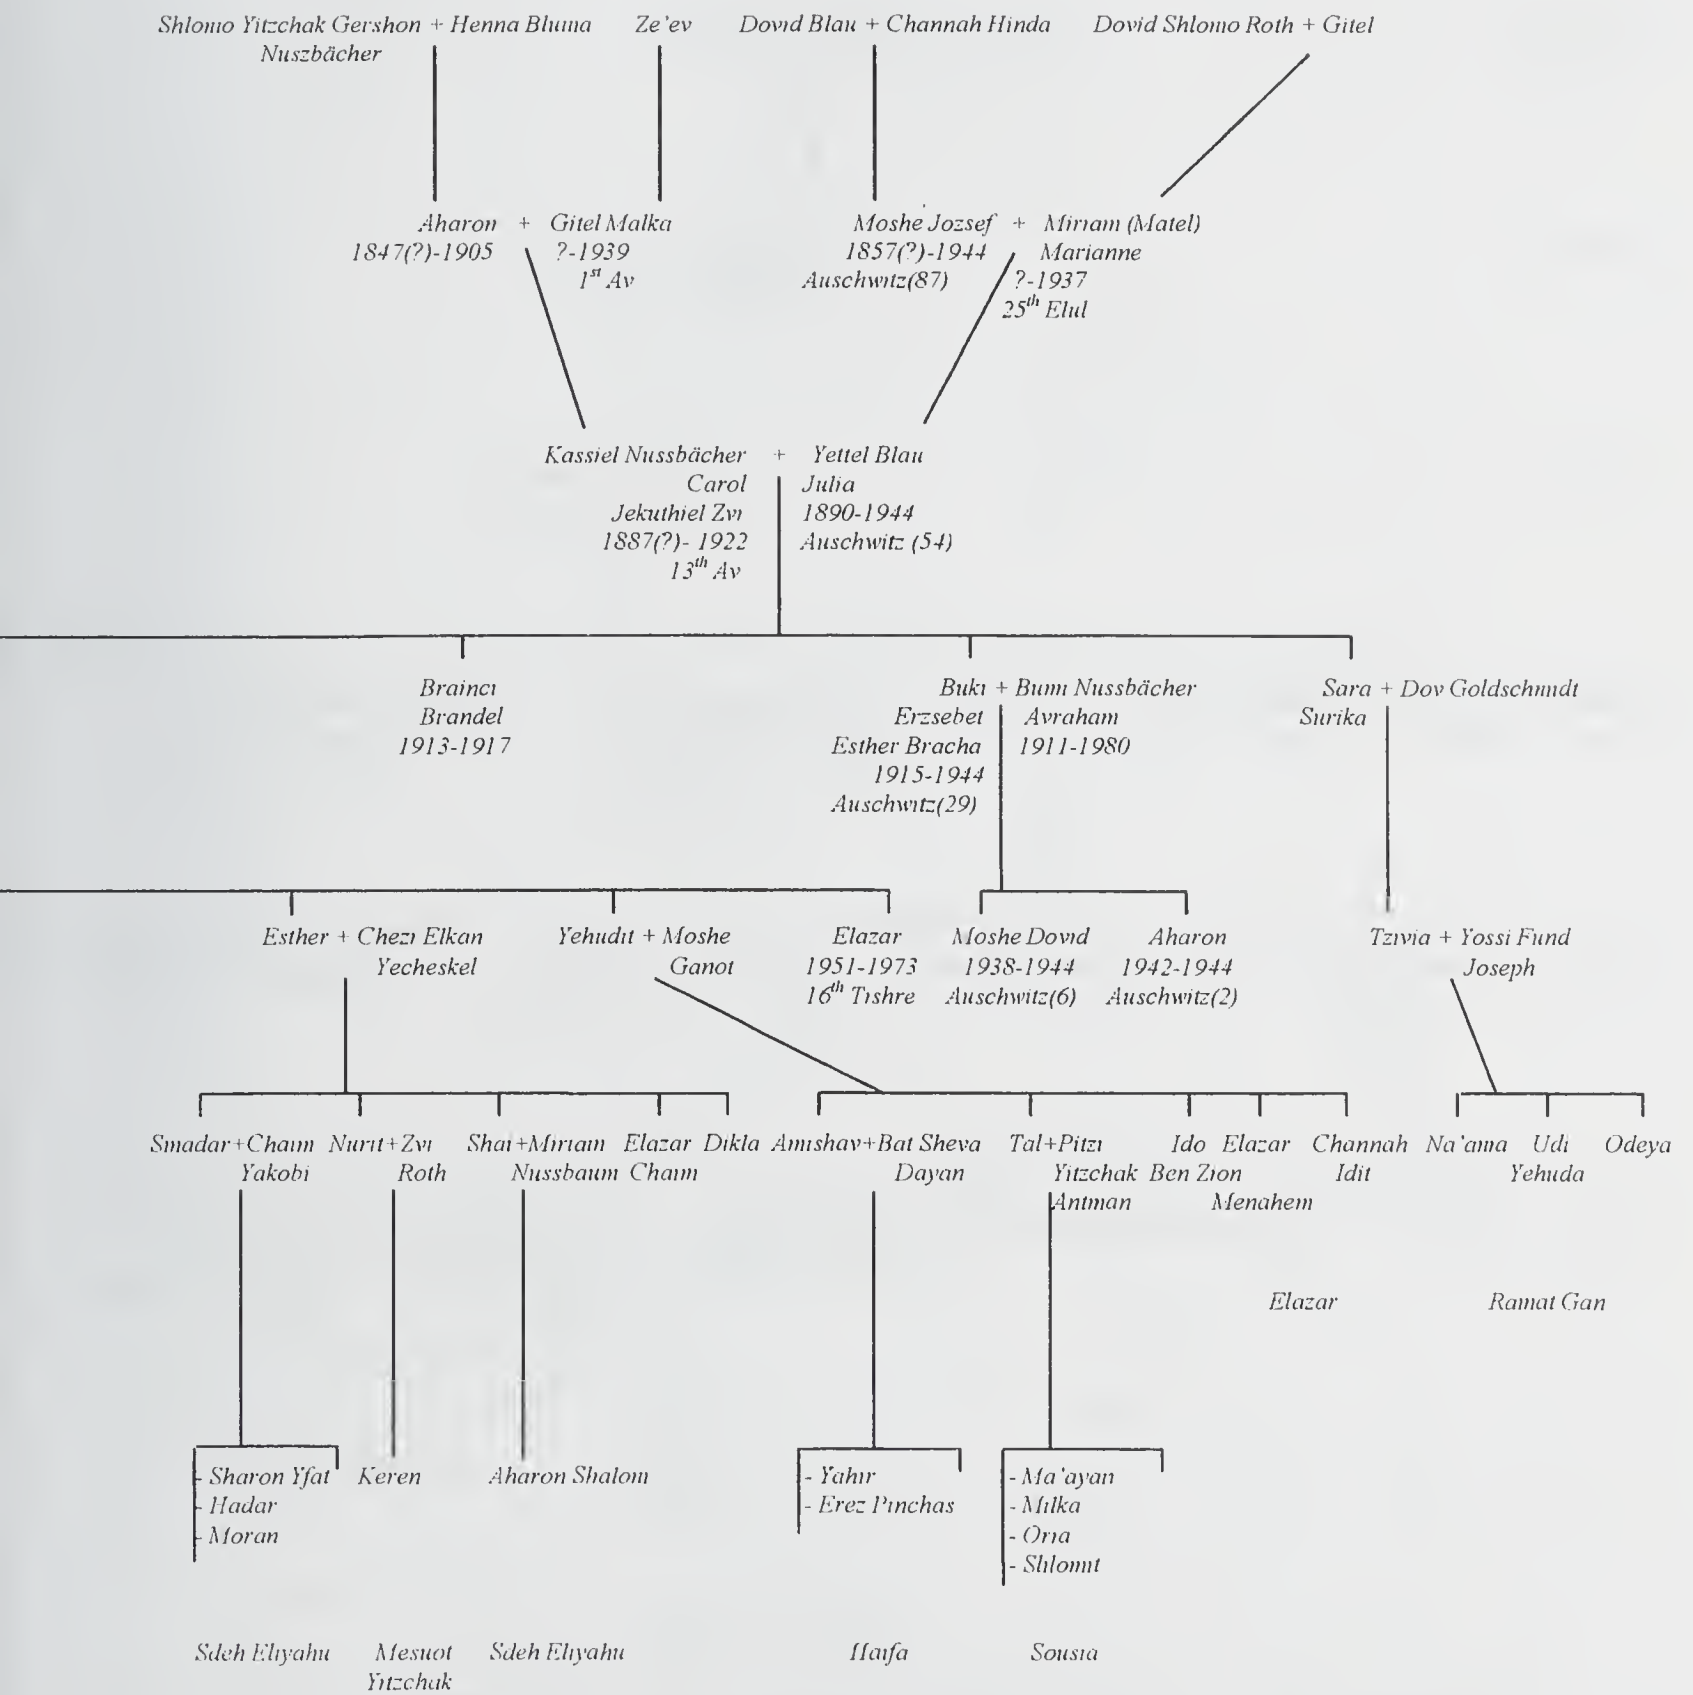 Shlomo Yitzchak Gershon + Henna Bluma Ze'ev Dovid Blau + Channah Hinda Dovid Shlomo Roth + Gitel
Nuszbächer
Aharon + Gitel Malka Moshe Jozsef + Miriam (Matel)
1847(?)-1905 ?-1939 1857(?)-1944 Marianne
1st Av Auschwitz(87) ?-1937
25th Elul
Kassiel Nussbächer + Yettel Blau
Carol Julia
Jekuthiel Zvi 1890-1944
1887(?)- 1922 Auschwitz (54)
13th Av
Brainci Buki + Bumi Nussbächer Sara + Dov Goldschmidt
Brandel Erzsebet Avraham Surika
1913-1917 Esther Bracha 1911-1980
1915-1944
Auschwitz(29)
Esther + Chezi Elkan Yehudit + Moshe Elazar Moshe Dovid Aharon Tzivia + Yossi Fund
Yecheskel Ganot 1951-1973 1938-1944 1942-1944 Joseph
16th Tishre Auschwitz(6) Auschwitz(2)
Smadar+Chaim Nurit+Zvi Shai+Miriam Elazar Dikla Amishav+Bat Sheva Tal+Pitzi Ido Elazar Channah Na'ama Udi Odeya
Yakobi Roth Nussbaum Chaim Dayan Yitzchak Ben Zion Idit Yehuda
Antman Menahem
Elazar Ramat Gan
- Sharon Yfat Keren Aharon Shalom - Yahir - Ma'ayan
- Hadar - Erez Pinchas - Milka
- Moran - Oria
- Shlomit
Sdeh Eliyahu Mesuot Sdeh Eliyahu Haifa Sousia
Yitzchak